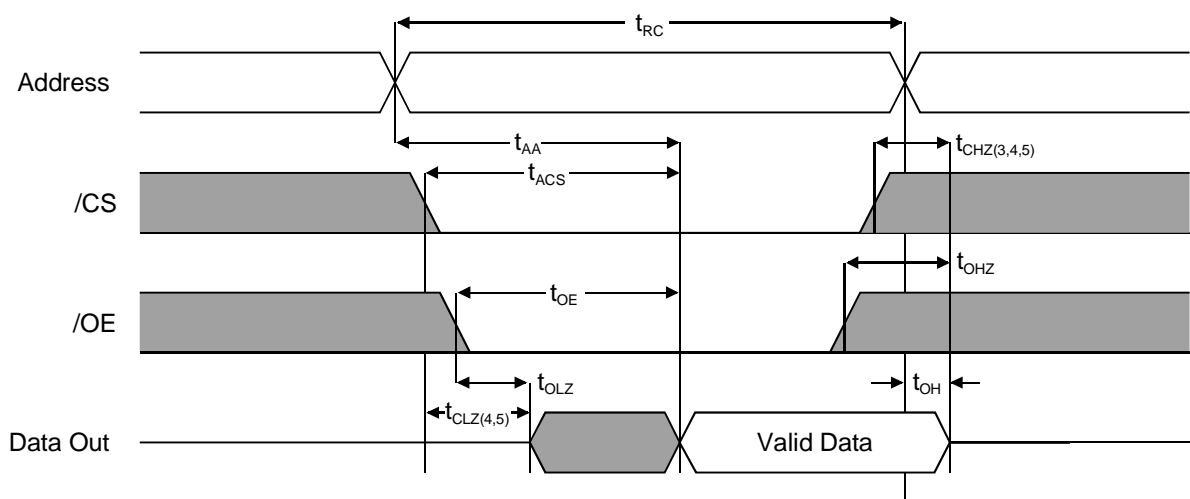 tRC
Address
tAA
tCHZ(3,4,5)
tACS
/CS
tOHZ
tOE
/OE
tOLZ
tOH
tCLZ(4,5)
Data Out
Valid Data